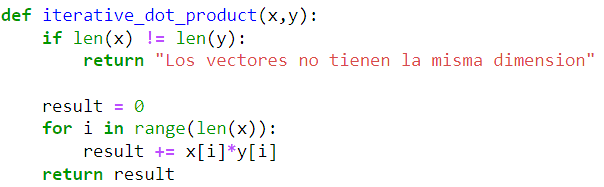 def iterative_dot_product(x,y):
    if len(x) != len(y):
        return "Los vectores no tienen la misma dimension"

    result = 0
    for i in range(len(x)):
        result += x[i]*y[i]
    return result